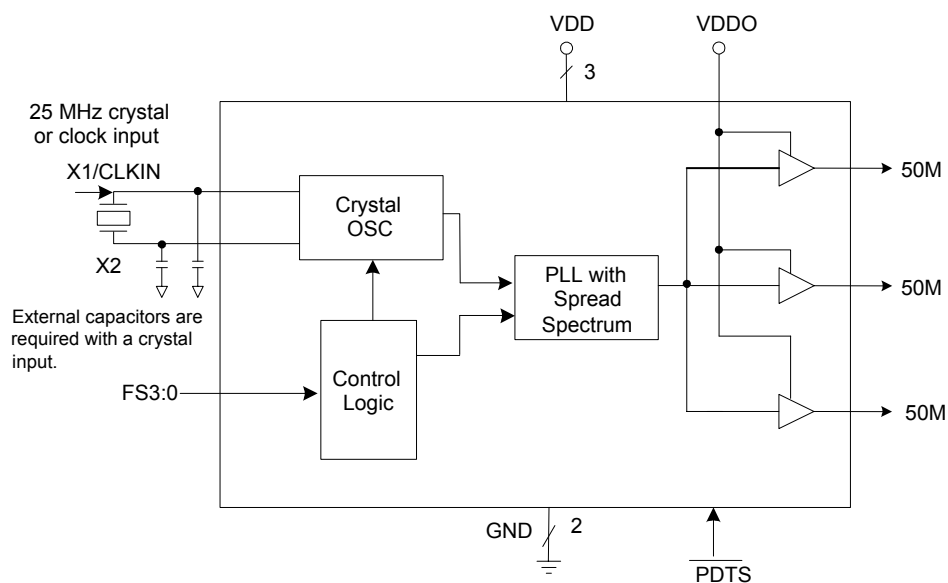 VDD
VDDO
3
25 MHz crystal
or clock input
X1/CLKIN
X2
External capacitors are
required with a crystal
input.
FS3:0
Crystal
OSC
Control
Logic
PLL with
Spread
Spectrum
50M
50M
50M
GND
2
PDTS